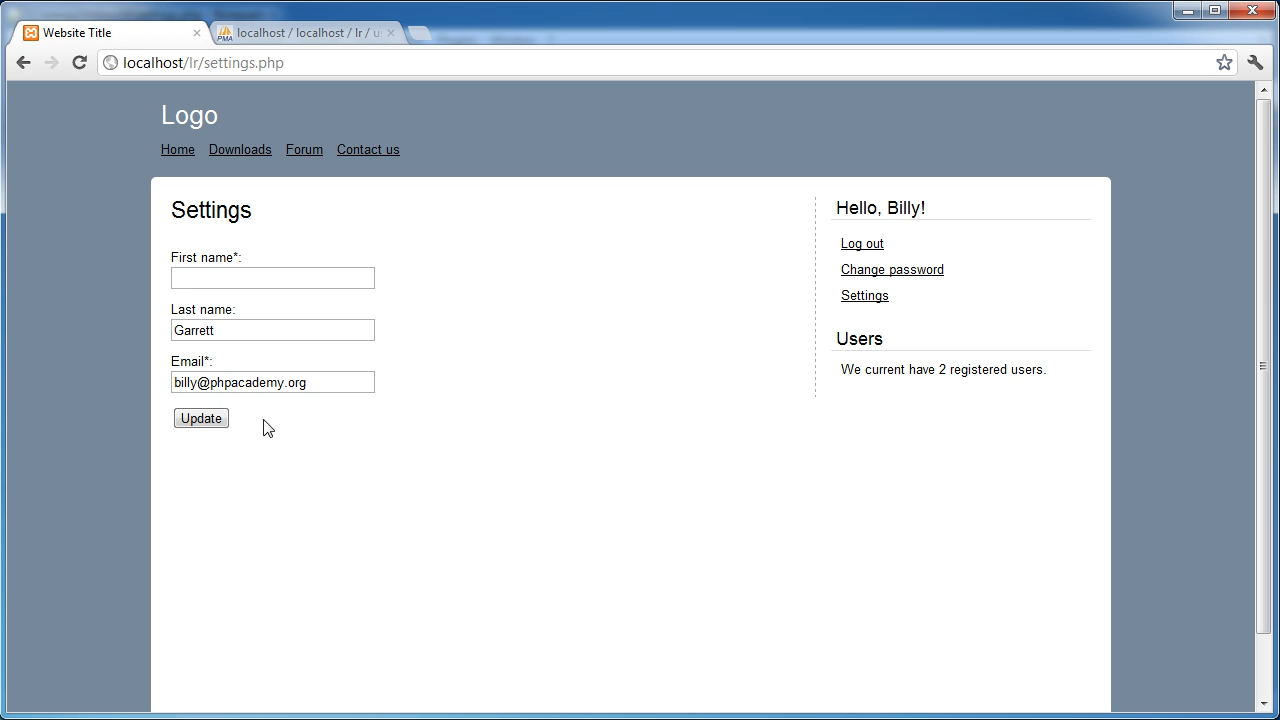 Website Title
localhost / localhost / lr / u
localhost/lr/settings.php
Logo
Home Downloads Forum Contact us
Settings
First name*:
Last name:
Garrett
Email*:
billy@phpacademy.org
Update
Hello, Billy!
Log out
Change password
Settings
Users
We current have 2 registered users.